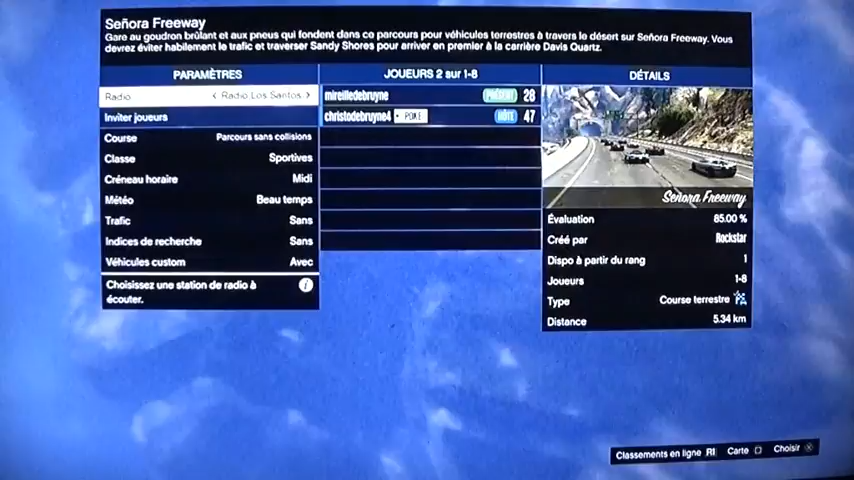 Señora Freeway
Gare au goudron brûlant et aux pneus qui fondent dans ce parcours pour véhicules terrestres à travers le désert sur Señora Freeway. Vous
devrez éviter habilement le trafic et traverser Sandy Shores pour arriver en premier à la carrière Davis Quartz.
PARAMÈTRES
Radio < Radio Los Santos >
Inviter joueurs
Course Parcours sans collisions
Classe Sportives
Créneau horaire Midi
Météo Beau temps
Trafic Sans
Indices de recherche Sans
Véhicules custom Avec
Choisissez une station de radio à
écouter.
JOUEURS 2 sur 1-8
mireilledebruyne PRÉSENT 28
christodebruyne4 POKE HÔTE 47
DÉTAILS
Señora Freeway
Évaluation 85.00 %
Créé par Rockstar
Dispo à partir du rang 1
Joueurs 1-8
Type Course terrestre
Distance 5.34 km
Classements en ligne R1 Carte Choisir